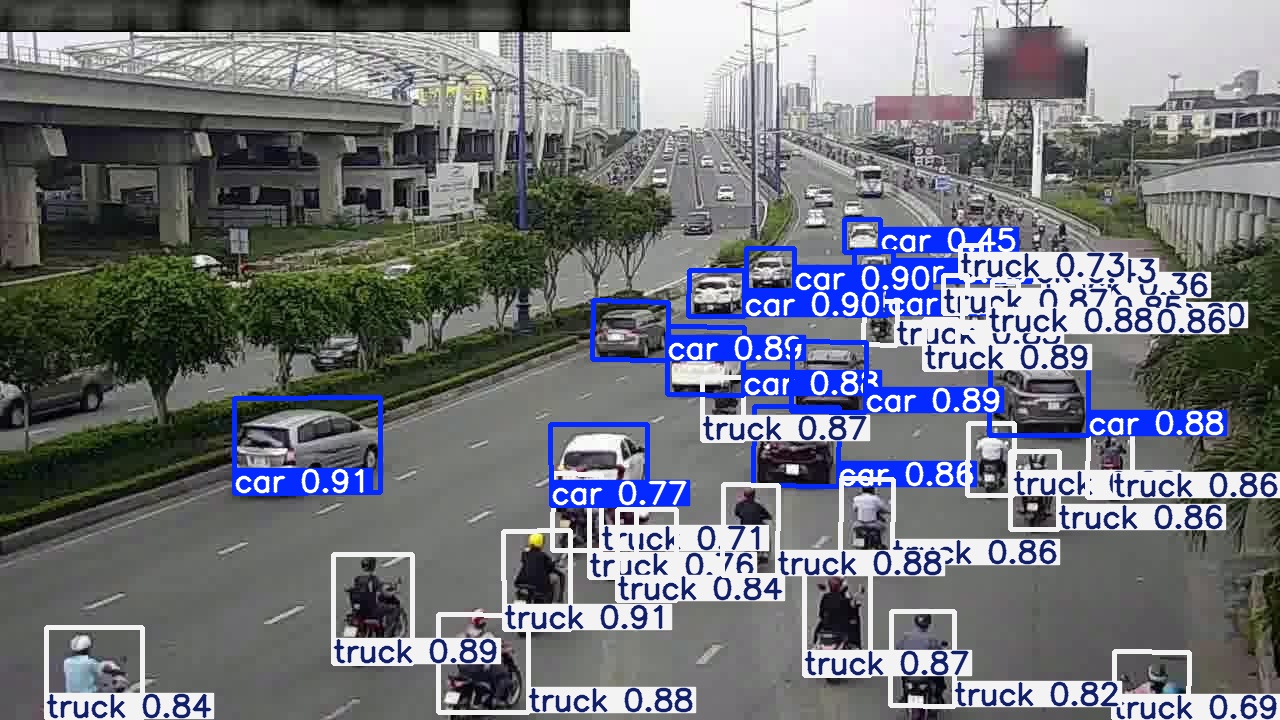 car 0.45
truck 0.73
car 0.90
car 0.90
car
truck 0.87
truck 0.88
0.86
truck 0.89
car 0.89
car 0.88
car 0.89
truck 0.87
car 0.88
car 0.86
car 0.91
car 0.77
truck
truck 0.86
truck 0.86
truck 0.71
truck 0.76
truck 0.84
truck 0.88
truck 0.86
truck 0.91
truck 0.89
truck 0.87
truck 0.84
truck 0.88
truck 0.82
truck 0.69